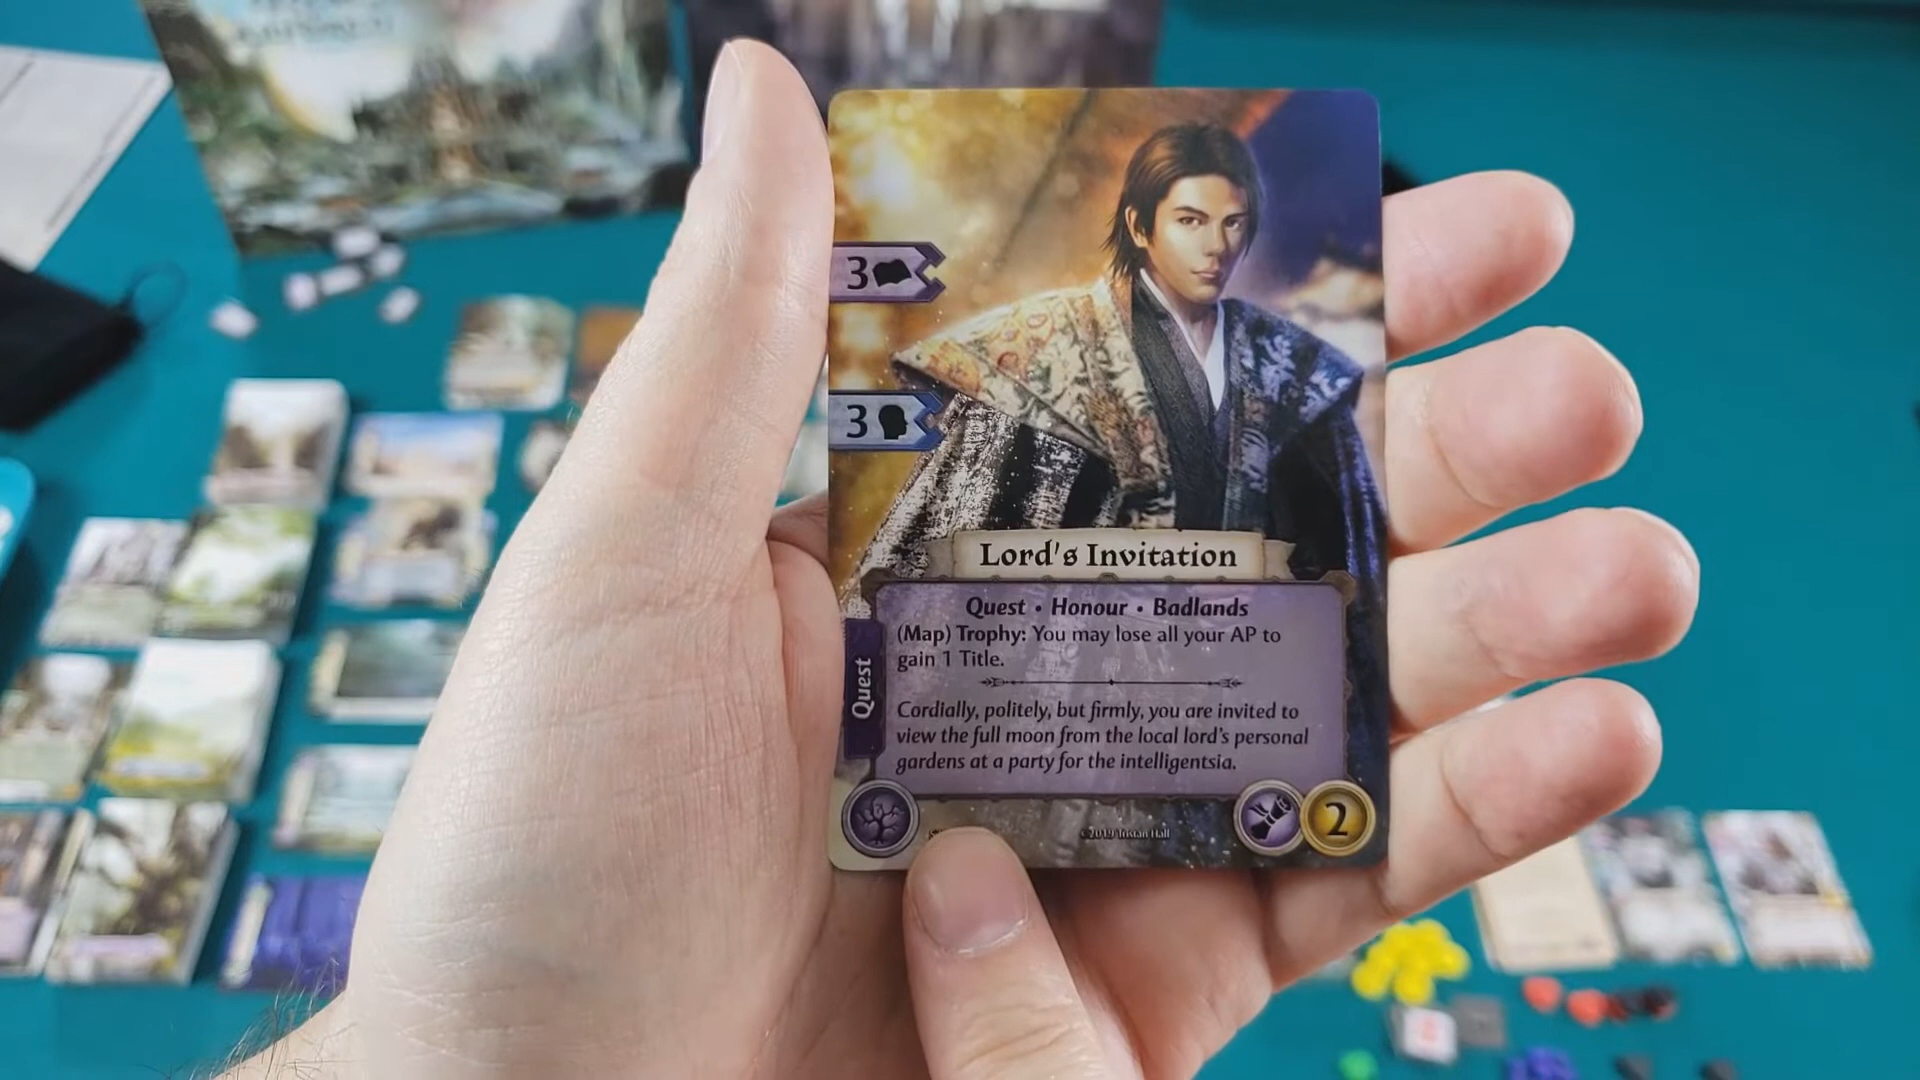 3
3
Lord's Invitation
Quest • Honour • Badlands
(Map) Trophy: You may lose all your AP to
gain 1 Title.
Quest
Cordially, politely, but firmly, you are invited to
view the full moon from the local lord's personal
gardens at a party for the intelligentsia.
©2019 Tristan Hall
2